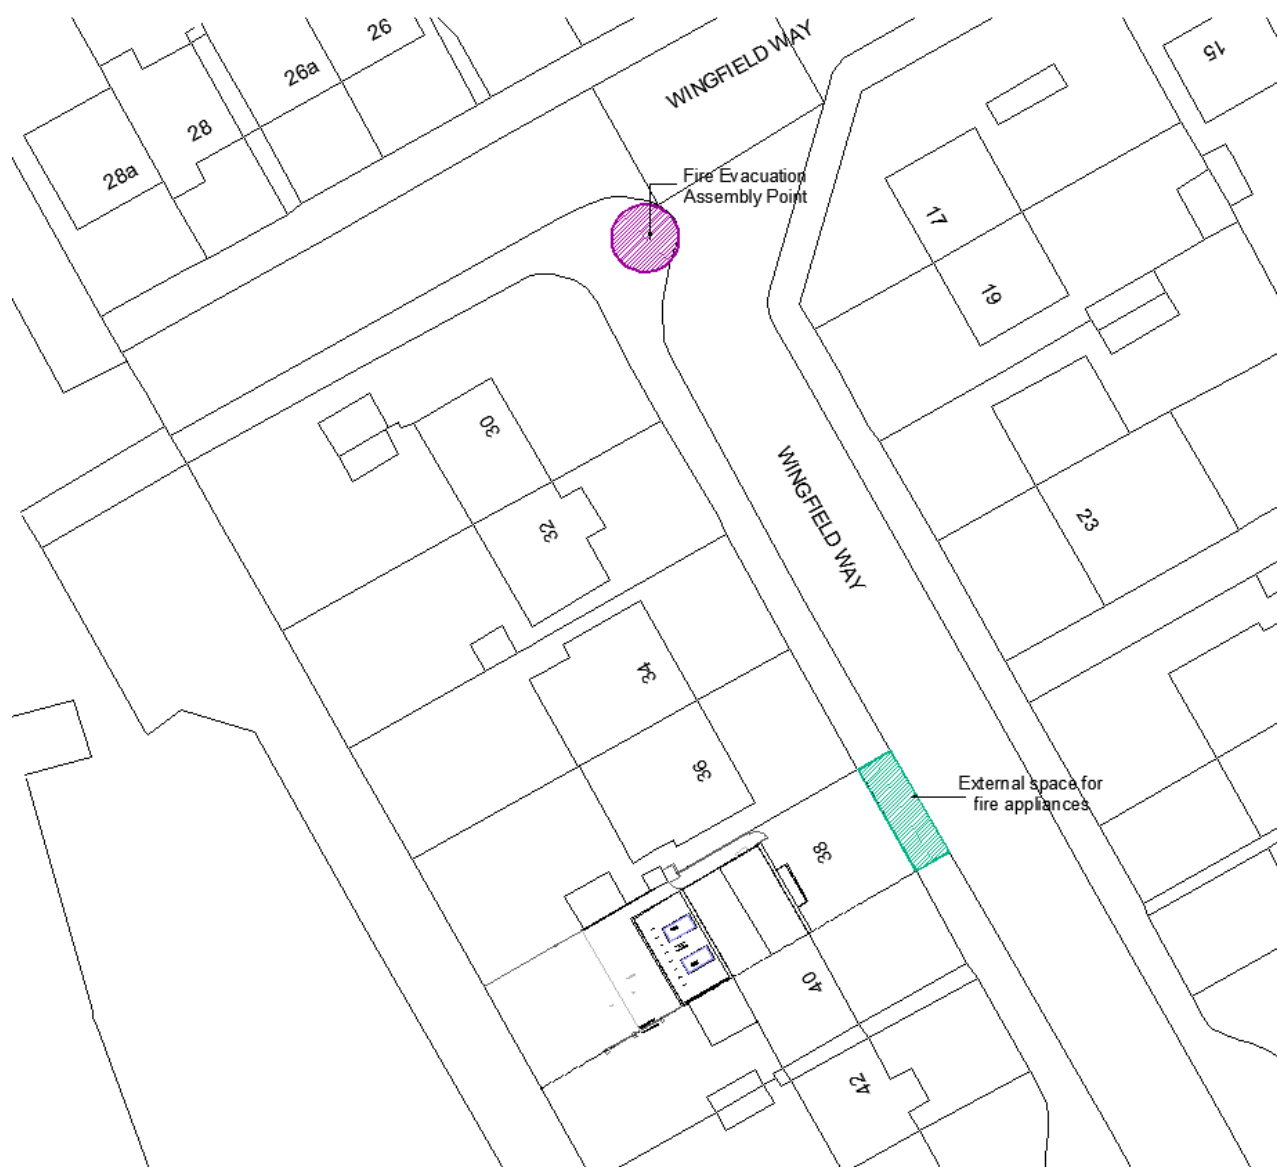 26
WINGFIELD WAY
15
26a
28
28a
Fire Evacuation
Assembly Point
17
19
30
WINGFIELD WAY
32
23
34
36
External space for
fire appliances
38
40
42